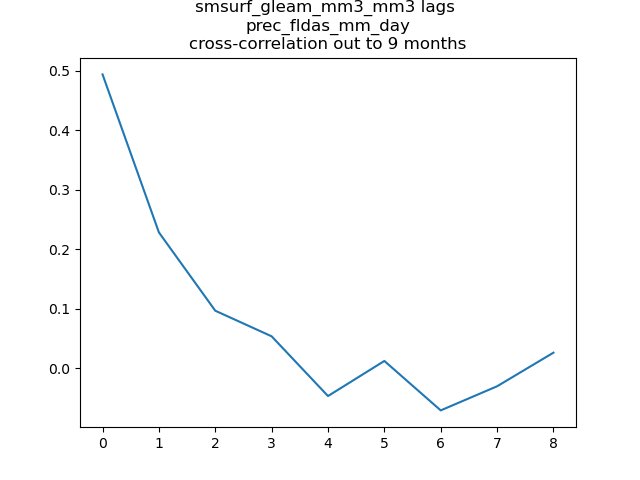 smsurf_gleam_mm3_mm3 lags
prec_fldas_mm_day
cross-correlation out to 9 months
0.5
0.4
0.3
0.2
0.1
0.0
0 1 2 3 4 5 6 7 8